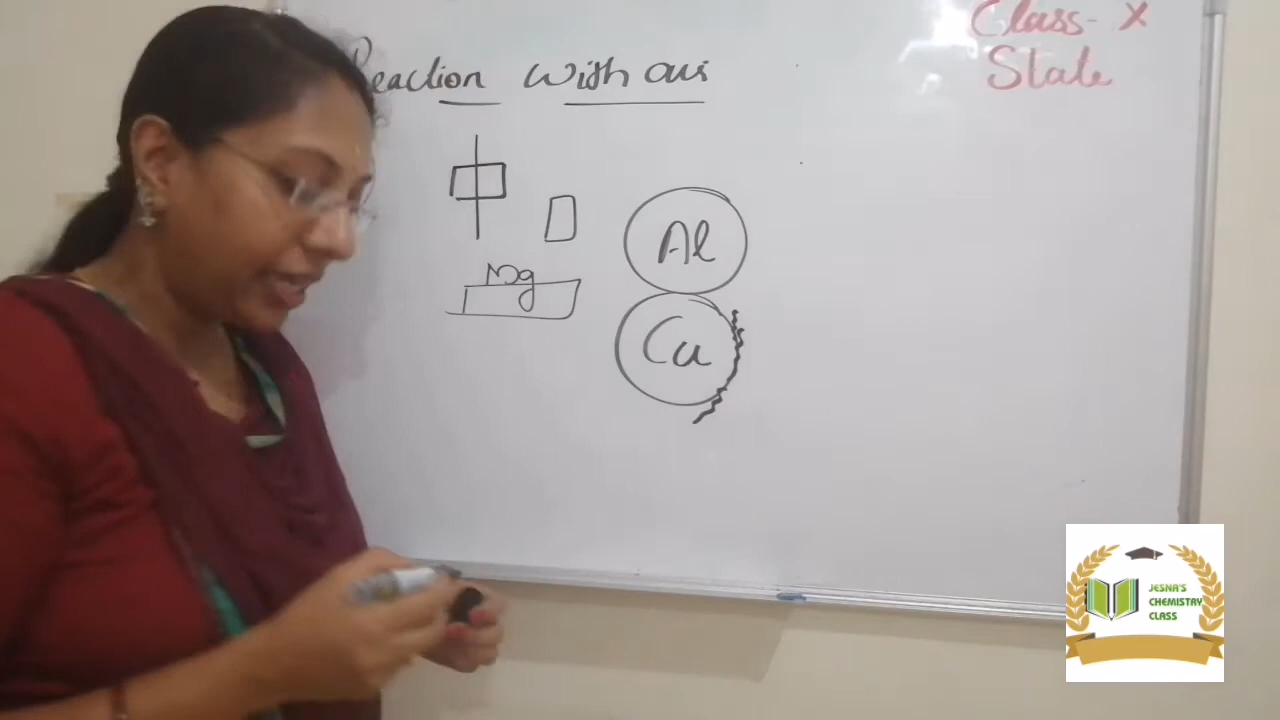 Class- X
State
Reaction with air
Al
Mg
Cu
JESNA'S
CHEMISTRY
CLASS